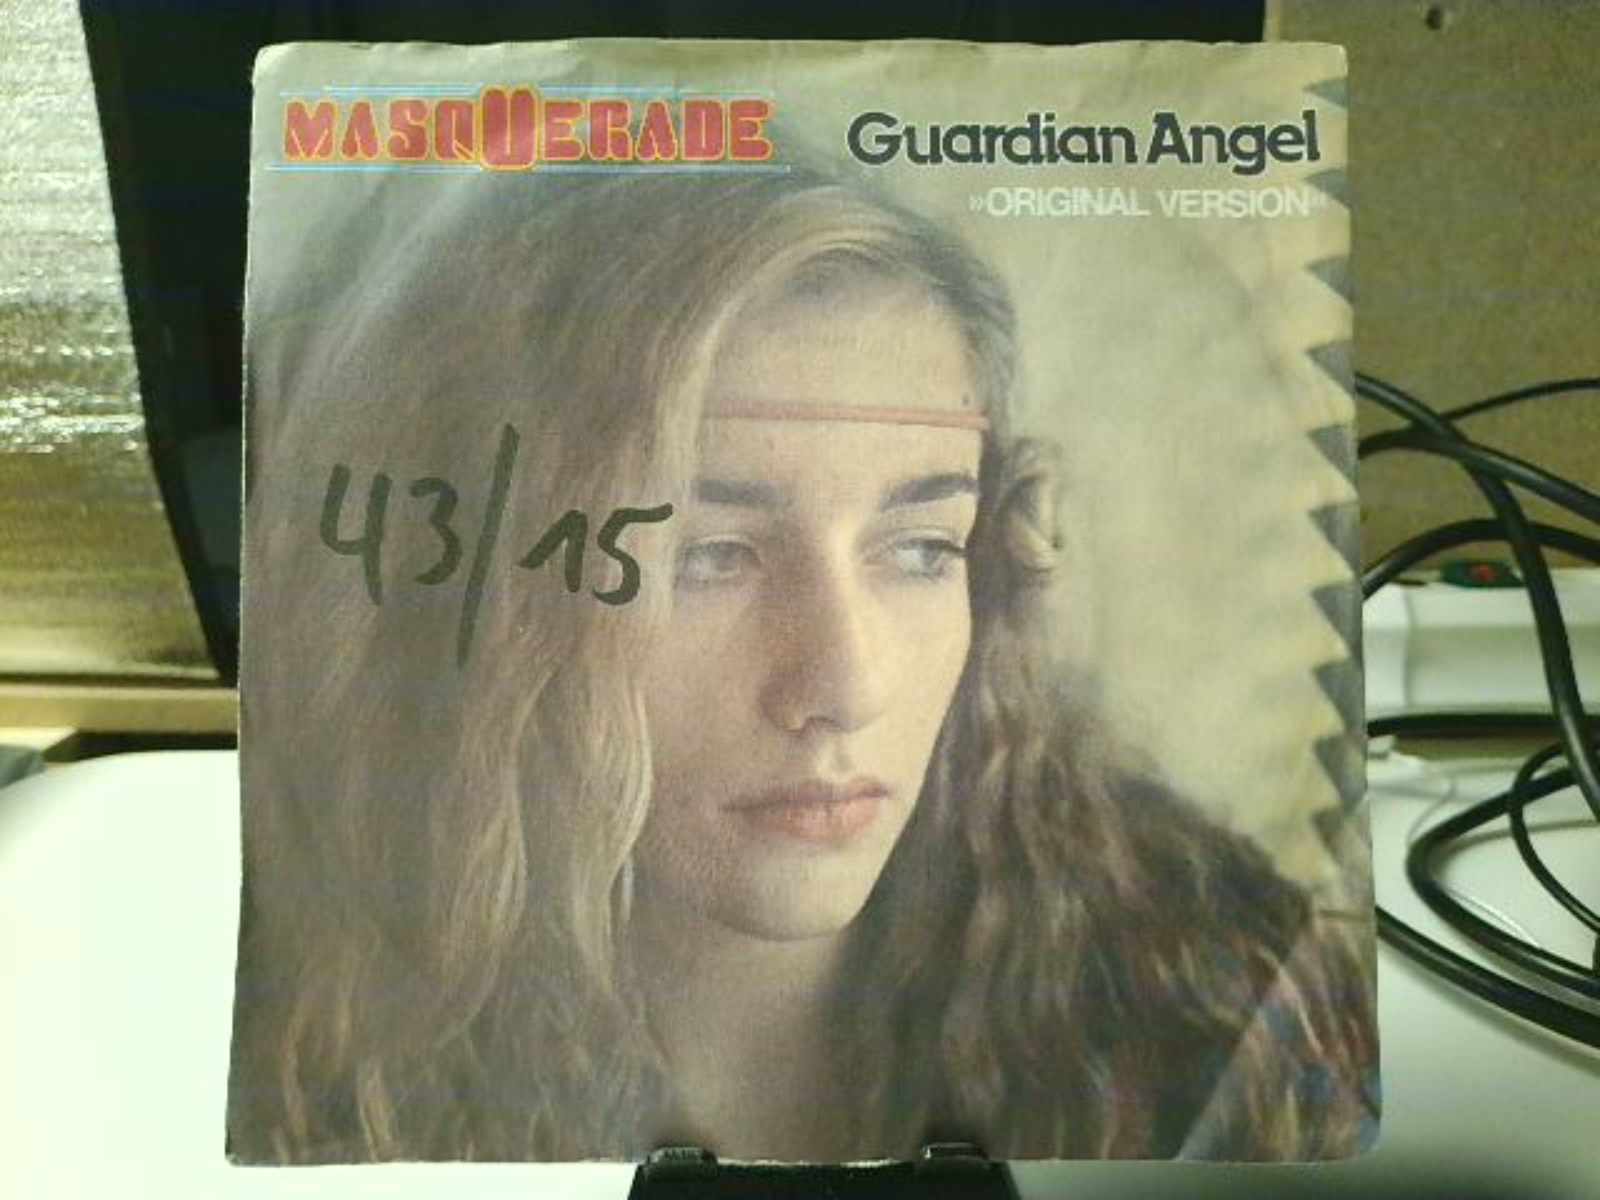 MASQUERADE
Guardian Angel
»ORIGINAL VERSION«
43/15